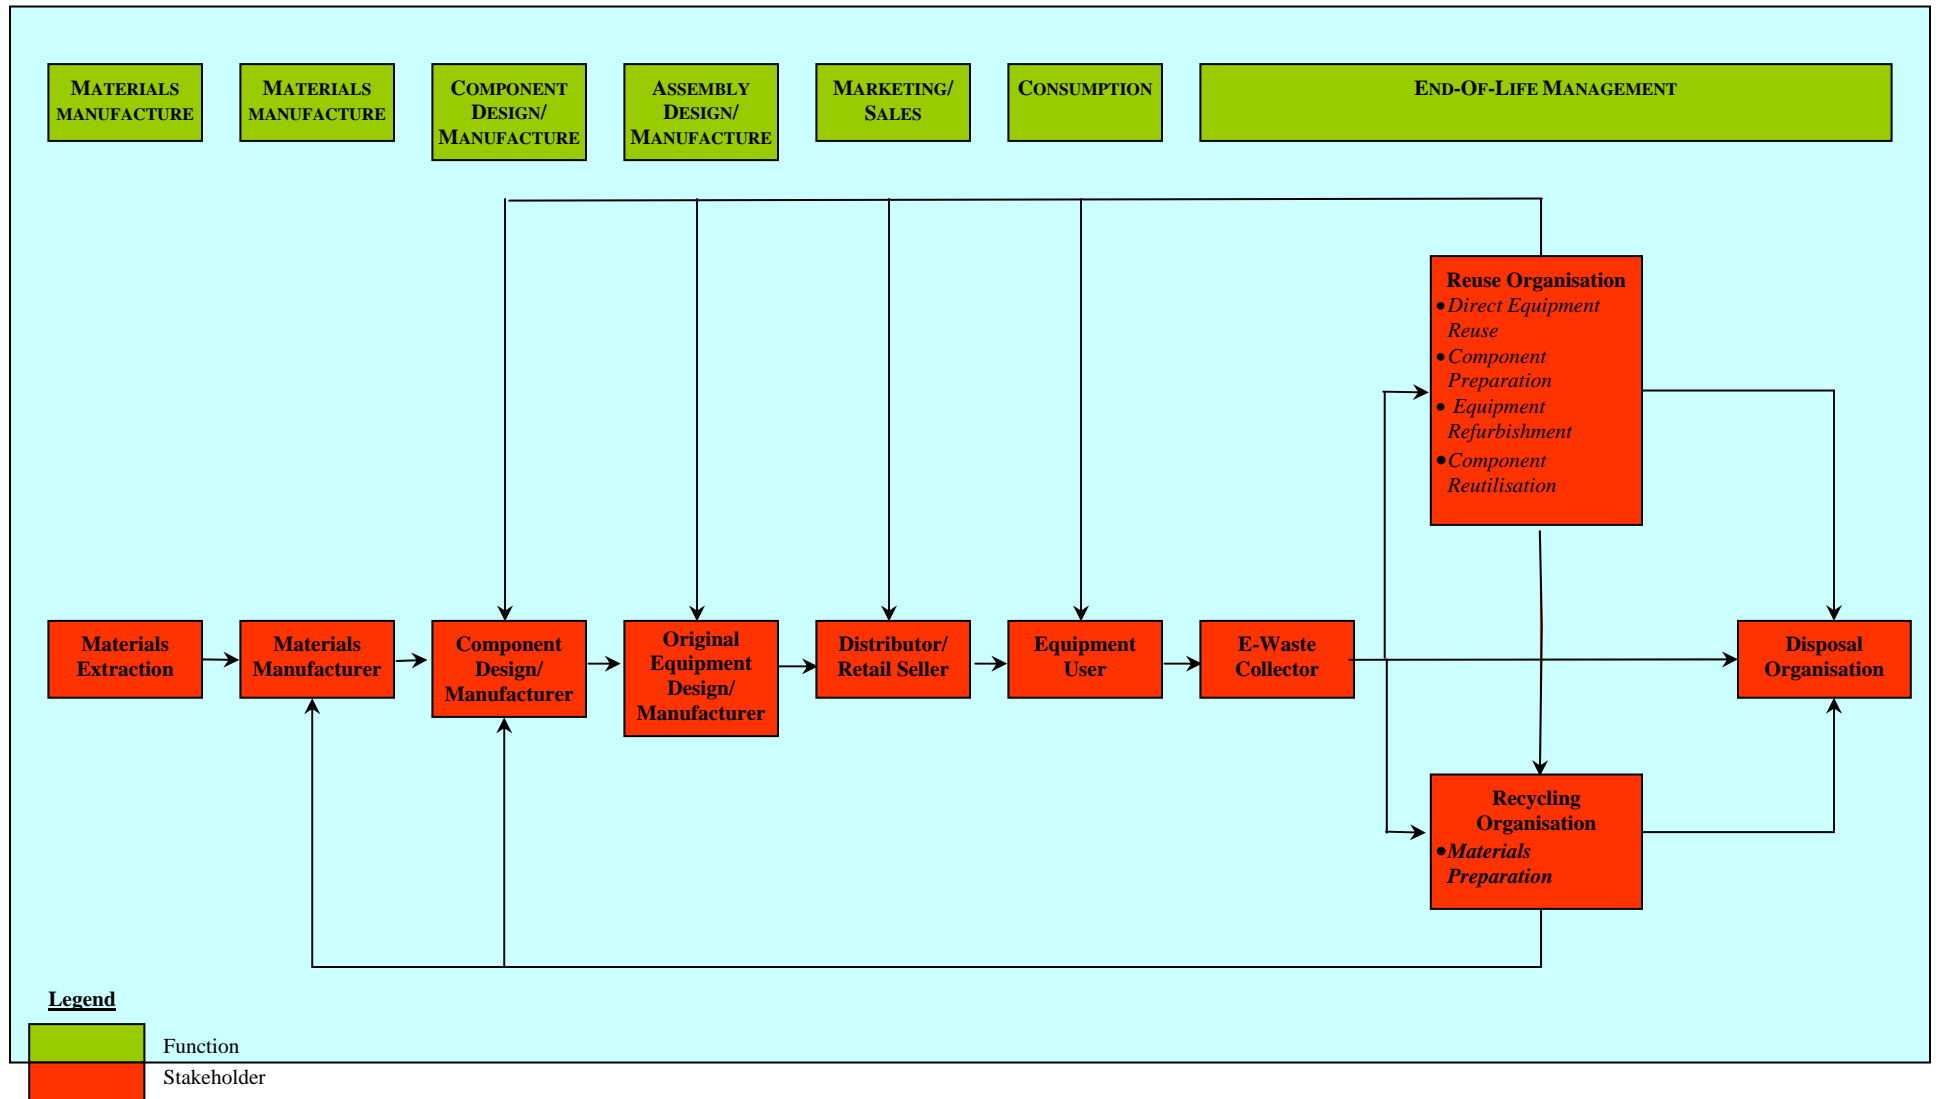 MATERIALS
MANUFACTURE
MATERIALS
MANUFACTURE
COMPONENT
DESIGN/
MANUFACTURE
ASSEMBLY
DESIGN/
MANUFACTURE
MARKETING/
SALES
CONSUMPTION
END-OF-LIFE MANAGEMENT
Reuse Organisation
•Direct Equipment
Reuse
•Component
Preparation
• Equipment
Refurbishment
•Component
Reutilisation
Materials
Extraction
Materials
Manufacturer
Component
Design/
Manufacturer
Original
Equipment
Design/
Manufacturer
Distributor/
Retail Seller
Equipment
User
E-Waste
Collector
Disposal
Organisation
Recycling
Organisation
•Materials
Preparation
Legend
Function
Stakeholder